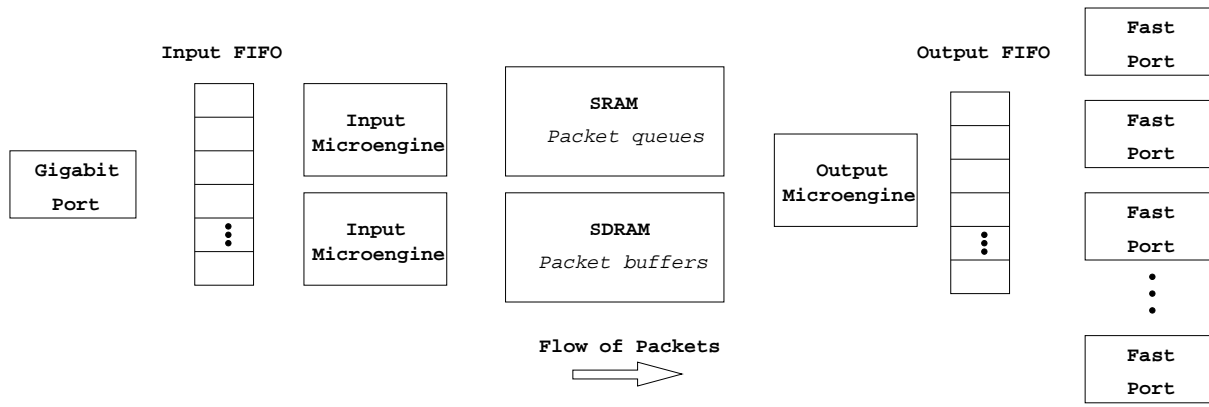 Gigabit
Port
Input FIFO
Input
Microengine
Input
Microengine
SRAM
Packet queues
SDRAM
Packet buffers
Flow of Packets
Output
Microengine
Output FIFO
Fast
Port
Fast
Port
Fast
Port
Fast
Port